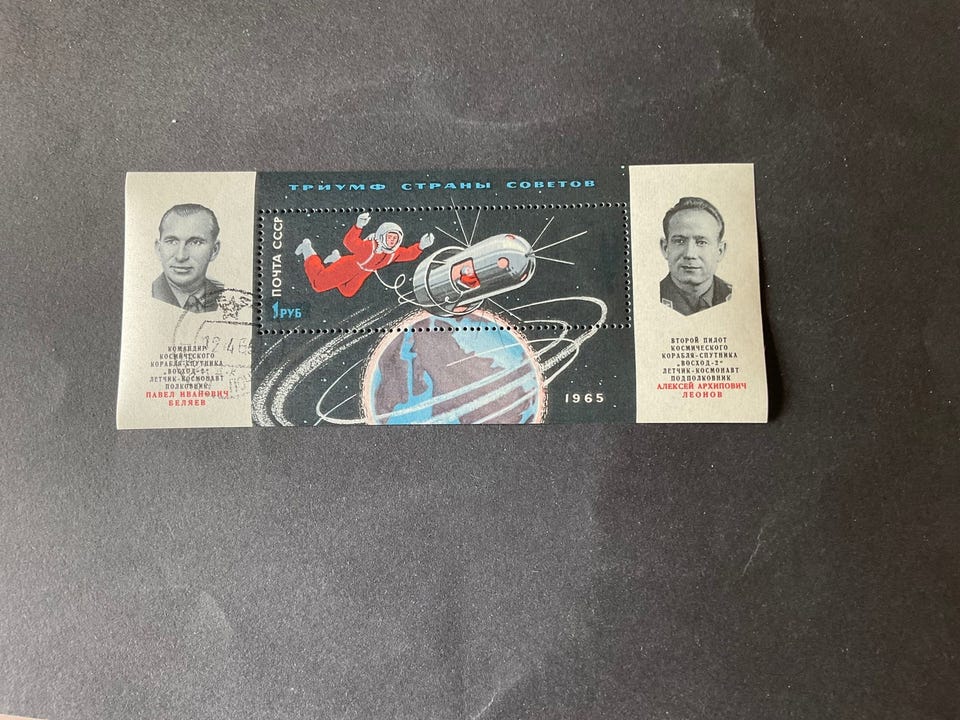 ТРИУМФ СТРАНЫ СОВЕТОВ
ПОЧТА СССР
1 РУБ
1965
КОМАНДИР
КОСМИЧЕСКОГО
КОРАБЛЯ-СПУТНИКА
„ВОСХОД-2"
ЛЕТЧИК-КОСМОНАВТ
ПОЛКОВНИК
ПАВЕЛ ИВАНОВИЧ
БЕЛЯЕВ
ВТОРОЙ ПИЛОТ
КОСМИЧЕСКОГО
КОРАБЛЯ-СПУТНИКА
„ВОСХОД-2"
ЛЕТЧИК-КОСМОНАВТ
ПОДПОЛКОВНИК
АЛЕКСЕЙ АРХИПОВИЧ
ЛЕОНОВ